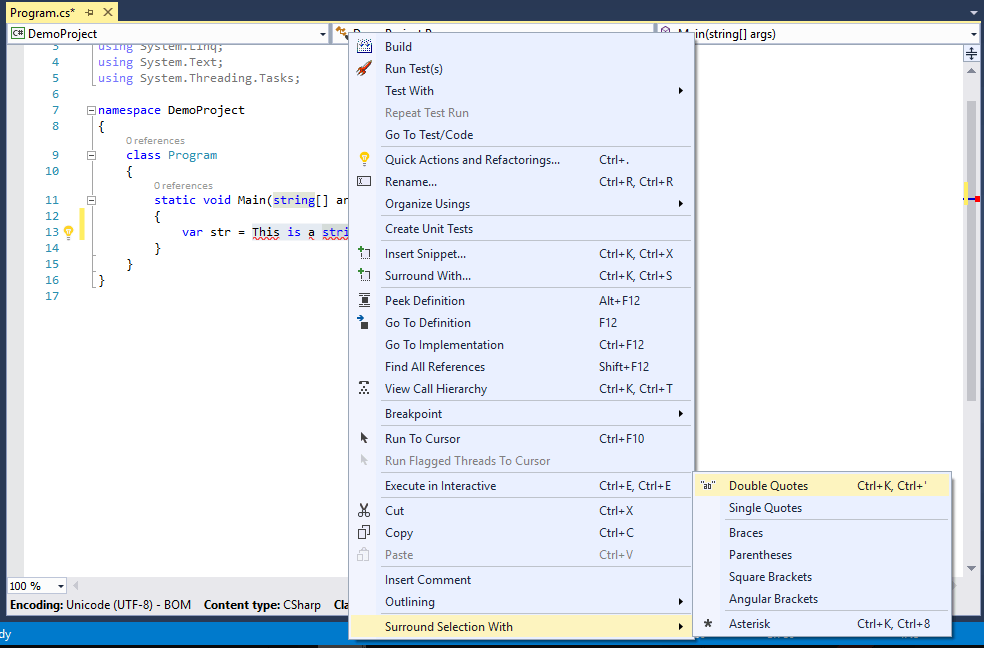 Program.cs*
C# DemoProject
in(string[] args)
3 using System.Linq;
4 using System.Text;
5 using System.Threading.Tasks;
6
7 namespace DemoProject
8 {
0 references
9 class Program
10 {
0 references
11 static void Main(string[] ar
12 {
13 var str = This is a stri
14 }
15 }
16 }
17
100 %
Encoding: Unicode (UTF-8) - BOM Content type: CSharp Cla
dy
Build
Run Test(s)
Test With
Repeat Test Run
Go To Test/Code
Quick Actions and Refactorings... Ctrl+.
Rename... Ctrl+R, Ctrl+R
Organize Usings
Create Unit Tests
Insert Snippet... Ctrl+K, Ctrl+X
Surround With... Ctrl+K, Ctrl+S
Peek Definition Alt+F12
Go To Definition F12
Go To Implementation Ctrl+F12
Find All References Shift+F12
View Call Hierarchy Ctrl+K, Ctrl+T
Breakpoint
Run To Cursor Ctrl+F10
Run Flagged Threads To Cursor
Execute in Interactive Ctrl+E, Ctrl+E
Cut Ctrl+X
Copy Ctrl+C
Paste Ctrl+V
Insert Comment
Outlining
Surround Selection With
"ab" Double Quotes Ctrl+K, Ctrl+'
Single Quotes
Braces
Parentheses
Square Brackets
Angular Brackets
* Asterisk Ctrl+K, Ctrl+8